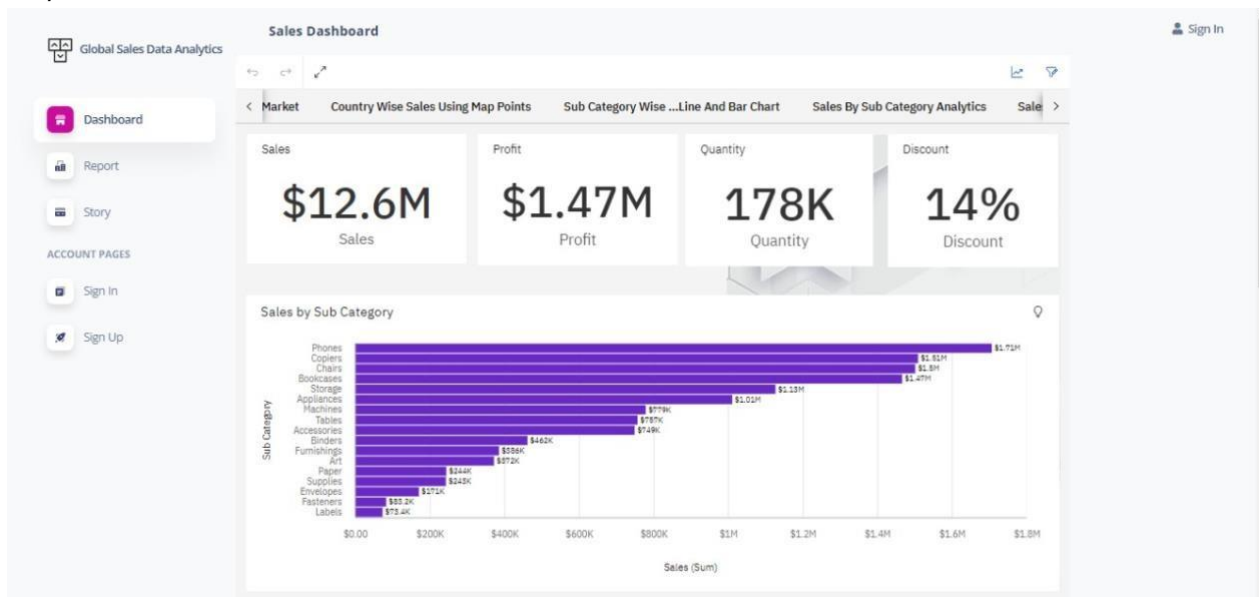 Sales Dashboard
Sign In
Global Sales Data Analytics
Dashboard
Report
Story
ACCOUNT PAGES
Sign In
Sign Up
Market Country Wise Sales Using Map Points Sub Category Wise ...Line And Bar Chart Sales By Sub Category Analytics Sale
Sales
$12.6M
Sales
Profit
$1.47M
Profit
Quantity
178K
Quantity
Discount
14%
Discount
Sales by Sub Category
Sub Category
Phones $1.71M
Copiers $1.51M
Chairs $1.5M
Bookcases $1.47M
Storage $1.13M
Appliances $1.01M
Machines $779K
Tables $757K
Accessories $749K
Binders $462K
Furnishings $386K
Art $372K
Paper $244K
Supplies $243K
Envelopes $171K
Fasteners $83.2K
Labels $73.4K
$0.00 $200K $400K $600K $800K $1M $1.2M $1.4M $1.6M $1.8M
Sales (Sum)